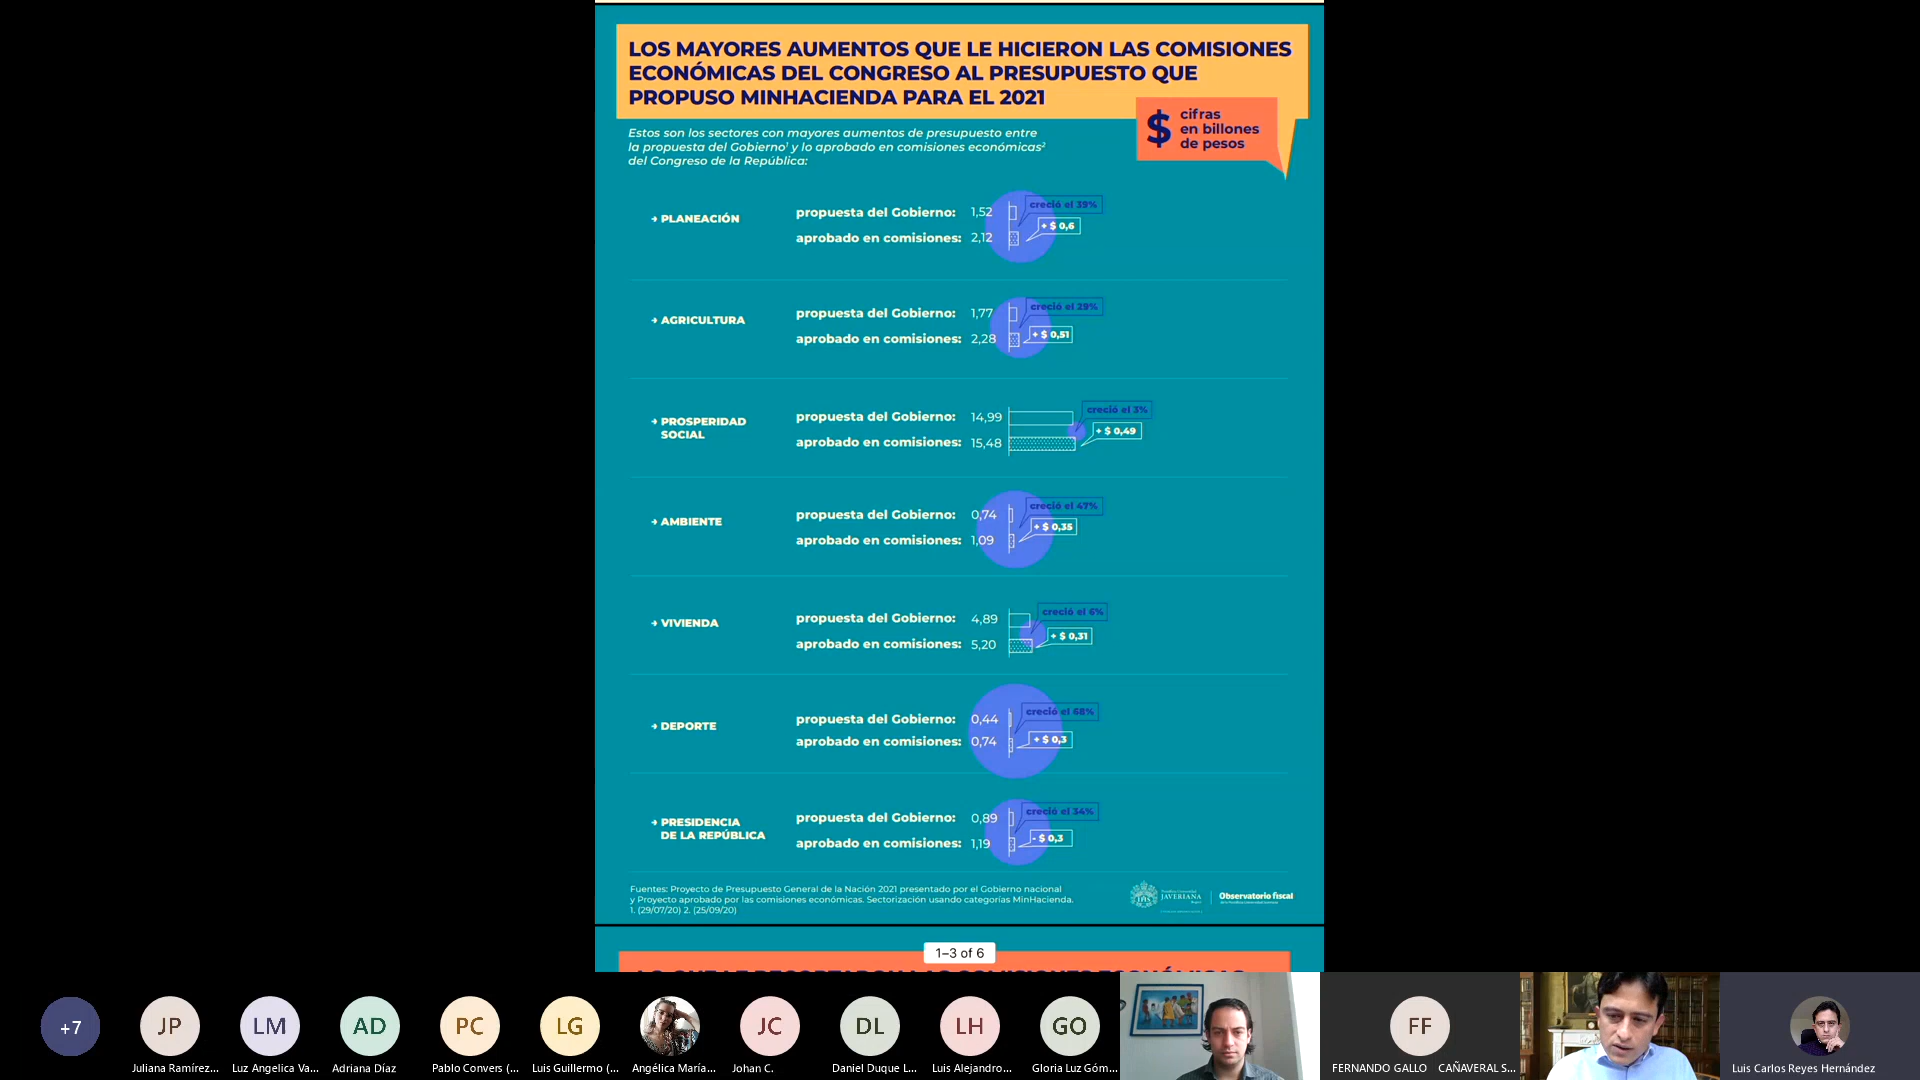 LOS MAYORES AUMENTOS QUE LE HICIERON LAS COMISIONES
ECONÓMICAS DEL CONGRESO AL PRESUPUESTO QUE
PROPUSO MINHACIENDA PARA EL 2021
$ cifras
en billones
de pesos
Estos son los sectores con mayores aumentos de presupuesto entre
la propuesta del Gobierno¹ y lo aprobado en comisiones económicas²
del Congreso de la República:
→ PLANEACIÓN
propuesta del Gobierno: 1,52
aprobado en comisiones: 2,12
creció el 39%
+ $ 0,6
→ AGRICULTURA
propuesta del Gobierno: 1,77
aprobado en comisiones: 2,28
creció el 29%
+ $ 0,51
→ PROSPERIDAD
SOCIAL
propuesta del Gobierno: 14,99
aprobado en comisiones: 15,48
creció el 3%
+ $ 0,49
→ AMBIENTE
propuesta del Gobierno: 0,74
aprobado en comisiones: 1,09
creció el 47%
+ $ 0,35
→ VIVIENDA
propuesta del Gobierno: 4,89
aprobado en comisiones: 5,20
creció el 6%
+ $ 0,31
→ DEPORTE
propuesta del Gobierno: 0,44
aprobado en comisiones: 0,74
creció el 68%
+ $ 0,3
→ PRESIDENCIA
DE LA REPÚBLICA
propuesta del Gobierno: 0,89
aprobado en comisiones: 1,19
creció el 34%
- $ 0,3
Fuentes: Proyecto de Presupuesto General de la Nación 2021 presentado por el Gobierno nacional
y Proyecto aprobado por las comisiones económicas. Sectorización usando categorías MinHacienda.
1. (29/07/20) 2. (25/09/20)
JAVERIANA
Observatorio fiscal
1–3 of 6
+7
JP
LM
AD
PC
LG
JC
DL
LH
GO
FF
Juliana Ramírez...
Luz Angelica Va...
Adriana Díaz
Pablo Convers (...
Luis Guillermo (...
Angélica María...
Johan C.
Daniel Duque L...
Luis Alejandro...
Gloria Luz Góm...
FERNANDO GALLO CAÑAVERAL S...
Luis Carlos Reyes Hernández